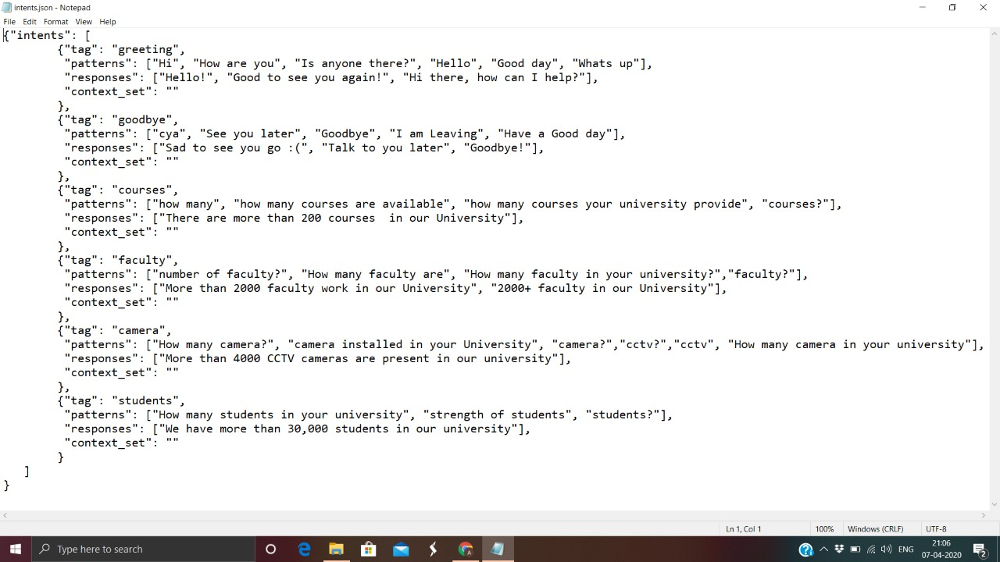 intents.json - Notepad
File Edit Format View Help
{"intents": [
        {"tag": "greeting",
         "patterns": ["Hi", "How are you", "Is anyone there?", "Hello", "Good day", "Whats up"],
         "responses": ["Hello!", "Good to see you again!", "Hi there, how can I help?"],
         "context_set": ""
        },
        {"tag": "goodbye",
         "patterns": ["cya", "See you later", "Goodbye", "I am Leaving", "Have a Good day"],
         "responses": ["Sad to see you go :(", "Talk to you later", "Goodbye!"],
         "context_set": ""
        },
        {"tag": "courses",
         "patterns": ["how many", "how many courses are available", "how many courses your university provide", "courses?"],
         "responses": ["There are more than 200 courses  in our University"],
         "context_set": ""
        },
        {"tag": "faculty",
         "patterns": ["number of faculty?", "How many faculty are", "How many faculty in your university?","faculty?"],
         "responses": ["More than 2000 faculty work in our University", "2000+ faculty in our University"],
         "context_set": ""
        },
        {"tag": "camera",
         "patterns": ["How many camera?", "camera installed in your University", "camera?","cctv?","cctv", "How many camera in your university"],
         "responses": ["More than 4000 CCTV cameras are present in our university"],
         "context_set": ""
        },
        {"tag": "students",
         "patterns": ["How many students in your university", "strength of students", "students?"],
         "responses": ["We have more than 30,000 students in our university"],
         "context_set": ""
        }
   ]
}
Ln 1, Col 1 100% Windows (CRLF) UTF-8
Type here to search
ENG
21:06
07-04-2020
2